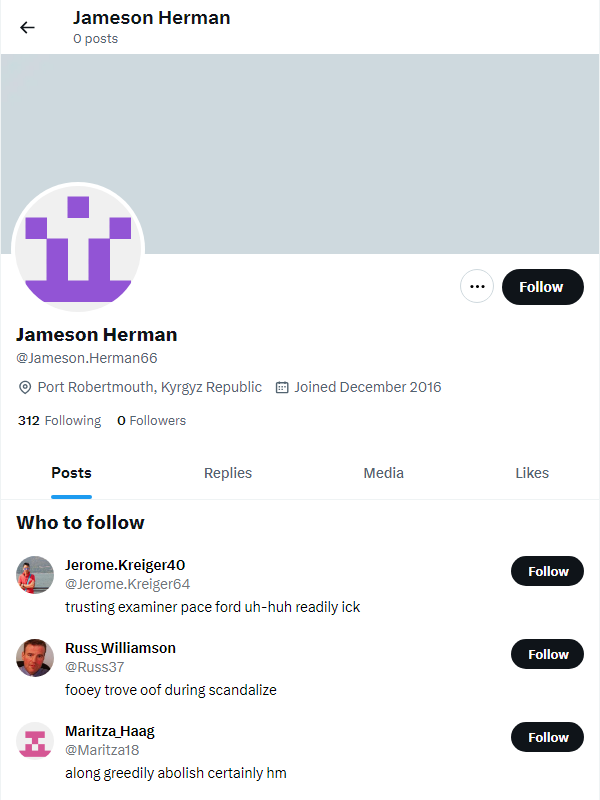 Jameson Herman
0 posts
Follow
Jameson Herman
@Jameson.Herman66
Port Robertmouth, Kyrgyz Republic Joined December 2016
312 Following 0 Followers
Posts Replies Media Likes
Who to follow
Jerome.Kreiger40
@Jerome.Kreiger64
Follow
trusting examiner pace ford uh-huh readily ick
Russ_Williamson
@Russ37
Follow
fooey trove oof during scandalize
Maritza_Haag
@Maritza18
Follow
along greedily abolish certainly hm